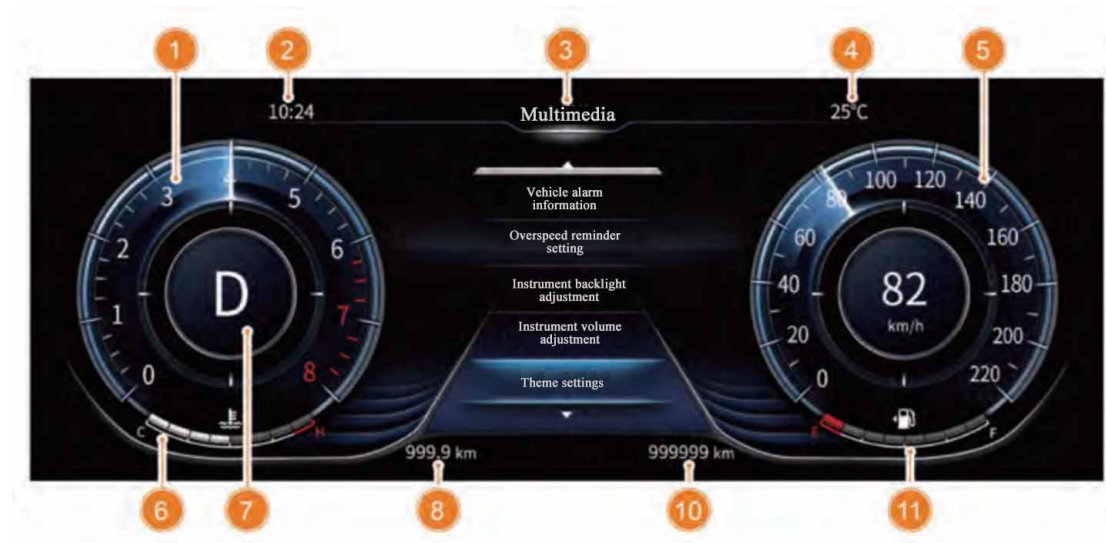 1
2
3
4
5
10:24
Multimedia
25°C
0
1
2
3
4
5
6
7
8
D
C
H
Vehicle alarm
information
Overspeed reminder
setting
Instrument backlight
adjustment
Instrument volume
adjustment
Theme settings
0
20
40
60
80
100
120
140
160
180
200
220
82
km/h
E
F
999.9 km
999999 km
6
7
8
10
11